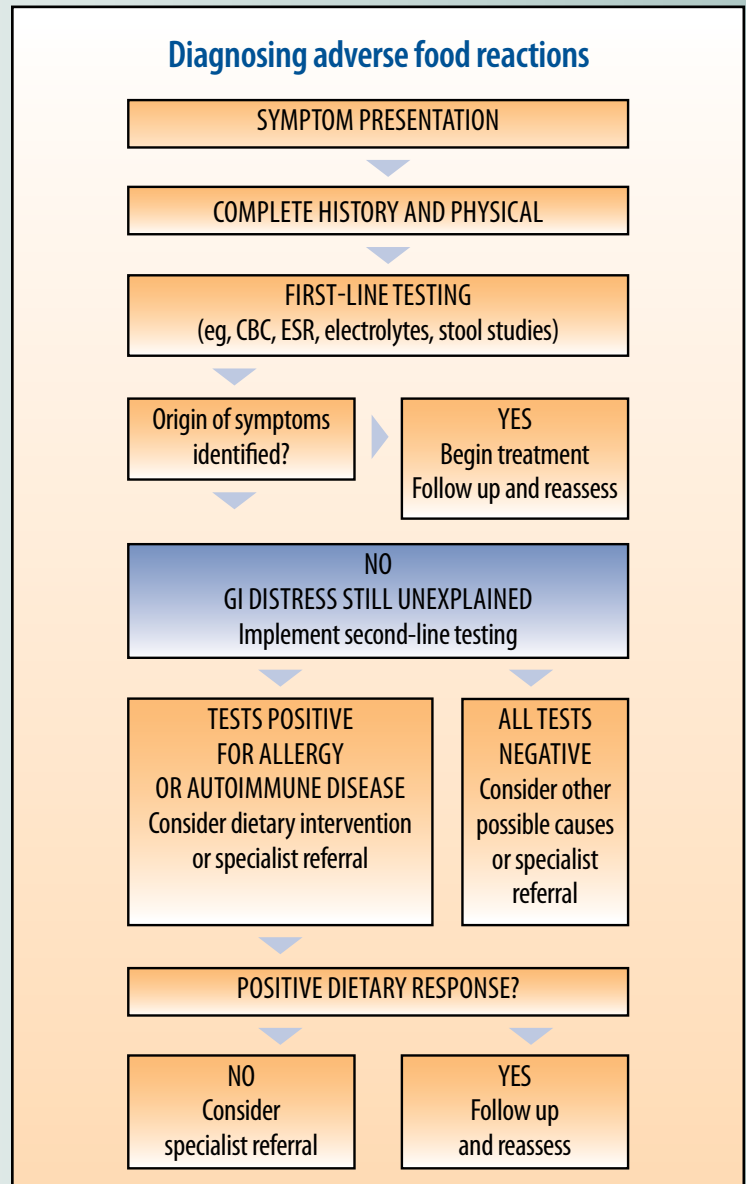 Diagnosing adverse food reactions
SYMPTOM PRESENTATION
COMPLETE HISTORY AND PHYSICAL
FIRST-LINE TESTING
(eg, CBC, ESR, electrolytes, stool studies)
Origin of symptoms
identified?
YES
Begin treatment
Follow up and reassess
NO
GI DISTRESS STILL UNEXPLAINED
Implement second-line testing
TESTS POSITIVE
FOR ALLERGY
OR AUTOIMMUNE DISEASE
Consider dietary intervention
or specialist referral
ALL TESTS
NEGATIVE
Consider other
possible causes
or specialist
referral
POSITIVE DIETARY RESPONSE?
NO
Consider
specialist referral
YES
Follow up
and reassess